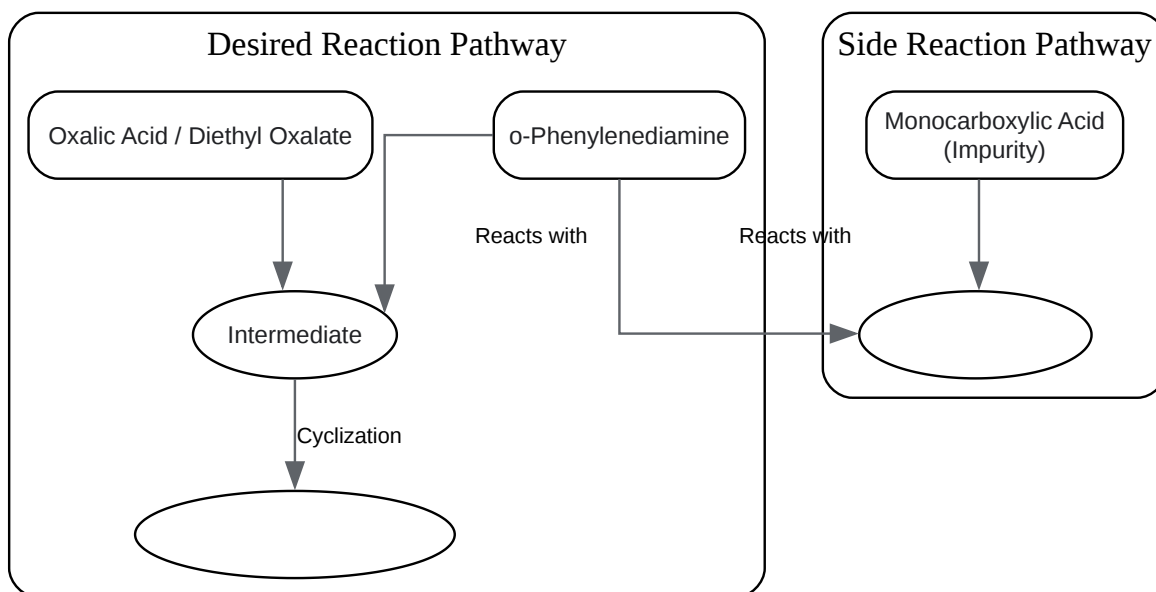 Desired Reaction Pathway
Side Reaction Pathway
Oxalic Acid / Diethyl Oxalate
o-Phenylenediamine
Monocarboxylic Acid
(Impurity)
Reacts with
Reacts with
Intermediate
Cyclization